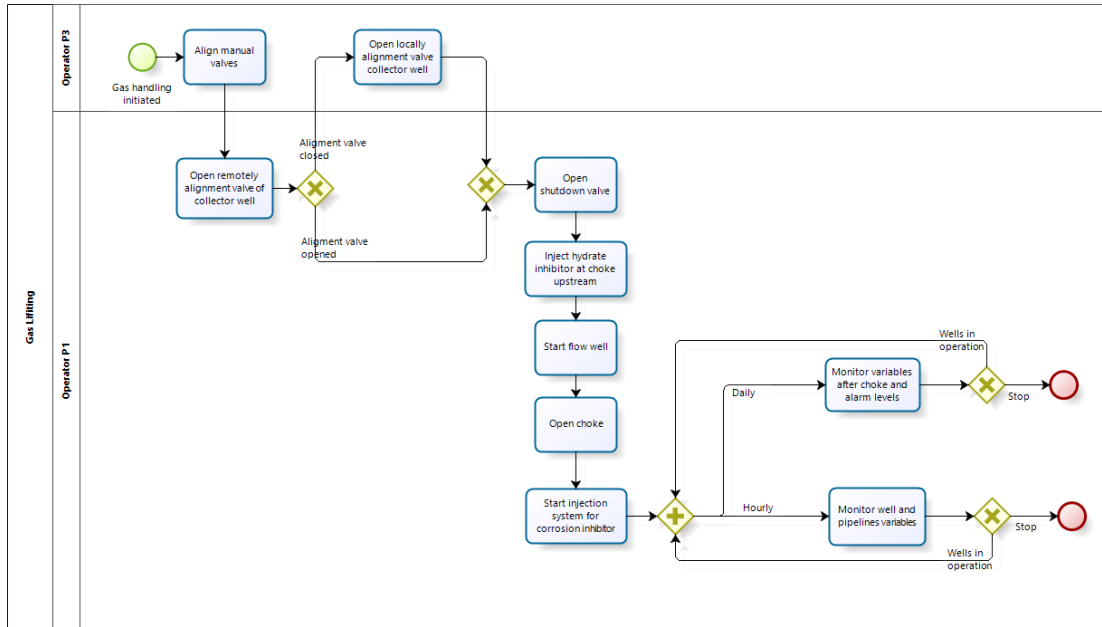 Gas Lifiting
Operator P3
Operator P1
Gas handling
initiated
Align manual
valves
Open locally
alignment valve
collector well
Open remotely
alignment valve of
collector well
Aligment valve
closed
Aligment valve
opened
Open
shutdown valve
Inject hydrate
inhibitor at choke
upstream
Start flow well
Open choke
Start injection
system for
corrosion inhibitor
Wells in
operation
Daily
Monitor variables
after choke and
alarm levels
Stop
Hourly
Monitor well and
pipelines variables
Stop
Wells in
operation